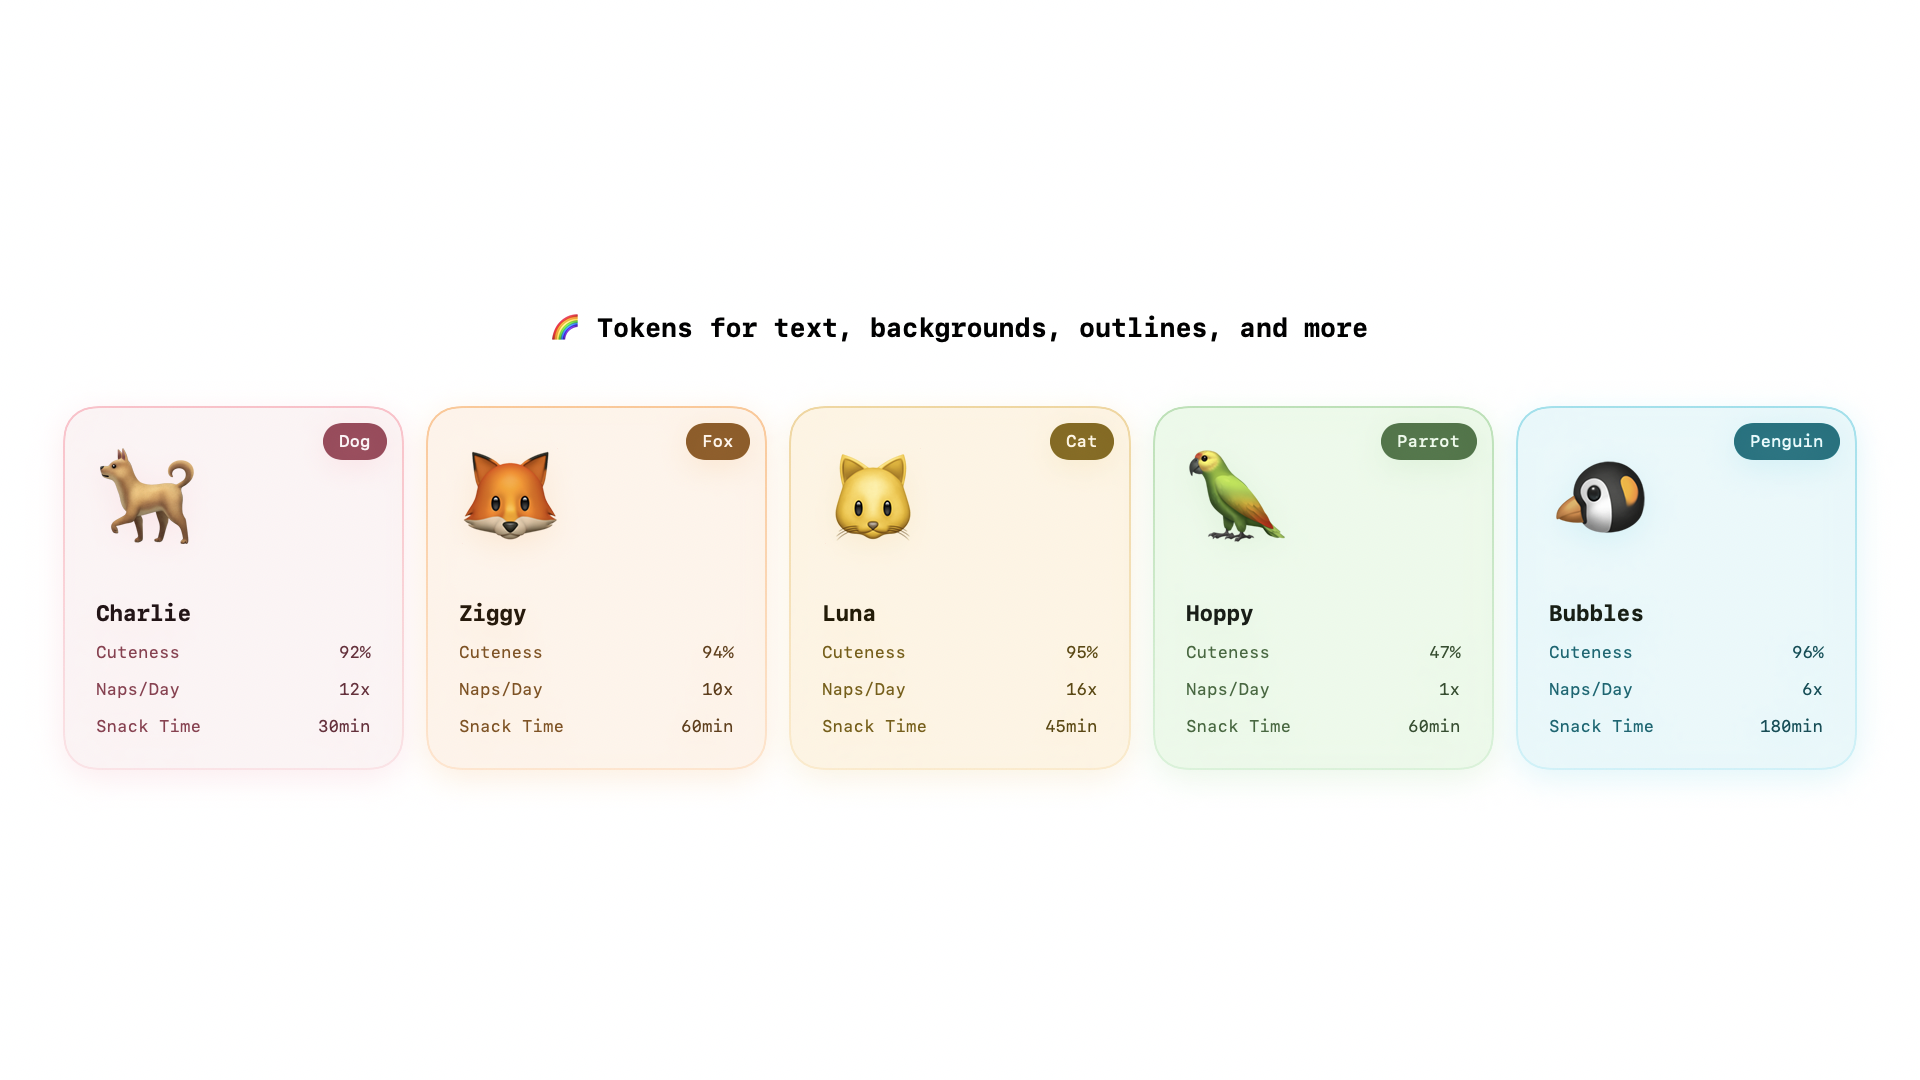 🌈 Tokens for text, backgrounds, outlines, and more
Dog
Charlie
Cuteness 92%
Naps/Day 12x
Snack Time 30min
Fox
Ziggy
Cuteness 94%
Naps/Day 10x
Snack Time 60min
Cat
Luna
Cuteness 95%
Naps/Day 16x
Snack Time 45min
Parrot
Hoppy
Cuteness 47%
Naps/Day 1x
Snack Time 60min
Penguin
Bubbles
Cuteness 96%
Naps/Day 6x
Snack Time 180min